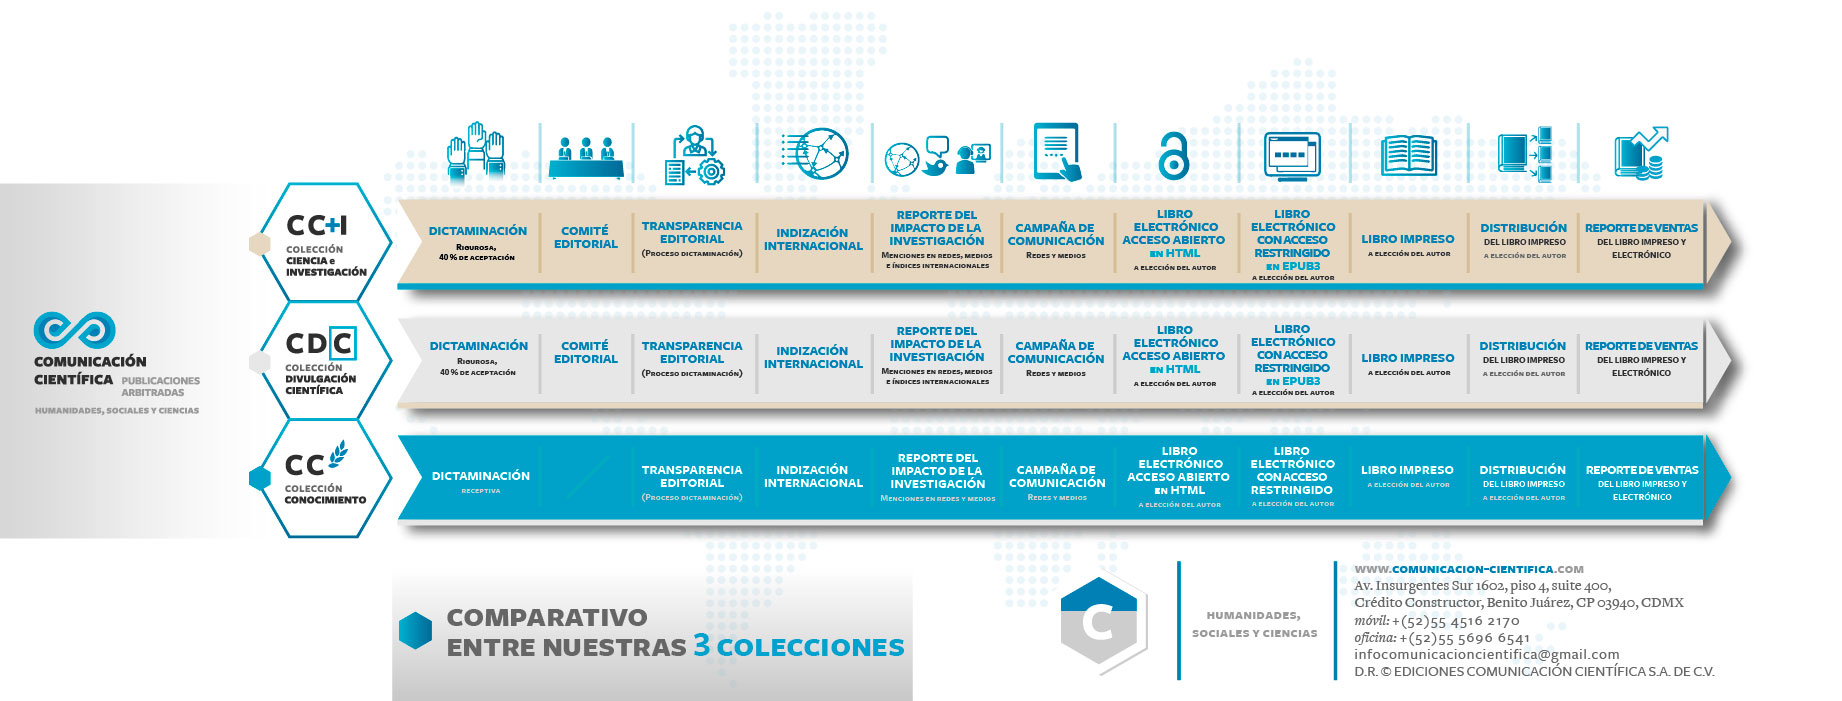 COMUNICACIÓN
CIENTÍFICA PUBLICACIONES
ARBITRADAS
HUMANIDADES, SOCIALES Y CIENCIAS
CC+I
COLECCIÓN
CIENCIA e
INVESTIGACIÓN
DICTAMINACIÓN
Rigurosa,
40 % de aceptación
COMITÉ
EDITORIAL
TRANSPARENCIA
EDITORIAL
(Proceso dictaminación)
INDIZACIÓN
INTERNACIONAL
REPORTE DEL
IMPACTO DE LA
INVESTIGACIÓN
Menciones en redes, medios
e índices internacionales
CAMPAÑA DE
COMUNICACIÓN
Redes y medios
LIBRO
ELECTRÓNICO
ACCESO ABIERTO
EN HTML
A ELECCIÓN DEL AUTOR
LIBRO
ELECTRÓNICO
CON ACCESO
RESTRINGIDO
EN EPUB3
A ELECCIÓN DEL AUTOR
LIBRO IMPRESO
A ELECCIÓN DEL AUTOR
DISTRIBUCIÓN
DEL LIBRO IMPRESO
A ELECCIÓN DEL AUTOR
REPORTE DE VENTAS
DEL LIBRO IMPRESO Y
ELECTRÓNICO
CDC
COLECCIÓN
DIVULGACIÓN
CIENTÍFICA
DICTAMINACIÓN
Rigurosa,
40 % de aceptación
COMITÉ
EDITORIAL
TRANSPARENCIA
EDITORIAL
(Proceso dictaminación)
INDIZACIÓN
INTERNACIONAL
REPORTE DEL
IMPACTO DE LA
INVESTIGACIÓN
Menciones en redes, medios
e índices internacionales
CAMPAÑA DE
COMUNICACIÓN
Redes y medios
LIBRO
ELECTRÓNICO
ACCESO ABIERTO
EN HTML
A ELECCIÓN DEL AUTOR
LIBRO
ELECTRÓNICO
CON ACCESO
RESTRINGIDO
EN EPUB3
A ELECCIÓN DEL AUTOR
LIBRO IMPRESO
A ELECCIÓN DEL AUTOR
DISTRIBUCIÓN
DEL LIBRO IMPRESO
A ELECCIÓN DEL AUTOR
REPORTE DE VENTAS
DEL LIBRO IMPRESO Y
ELECTRÓNICO
CC
COLECCIÓN
CONOCIMIENTO
DICTAMINACIÓN
RECEPTIVA
TRANSPARENCIA
EDITORIAL
(Proceso dictaminación)
INDIZACIÓN
INTERNACIONAL
REPORTE DEL
IMPACTO DE LA
INVESTIGACIÓN
Menciones en redes y medios
CAMPAÑA DE
COMUNICACIÓN
Redes y medios
LIBRO
ELECTRÓNICO
ACCESO ABIERTO
EN HTML
A ELECCIÓN DEL AUTOR
LIBRO
ELECTRÓNICO
CON ACCESO
RESTRINGIDO
A ELECCIÓN DEL AUTOR
LIBRO IMPRESO
A ELECCIÓN DEL AUTOR
DISTRIBUCIÓN
DEL LIBRO IMPRESO
A ELECCIÓN DEL AUTOR
REPORTE DE VENTAS
DEL LIBRO IMPRESO Y
ELECTRÓNICO
COMPARATIVO
ENTRE NUESTRAS 3 COLECCIONES
C
HUMANIDADES,
SOCIALES Y CIENCIAS
WWW.COMUNICACION-CIENTIFICA.COM
Av. Insurgentes Sur 1602, piso 4, suite 400,
Crédito Constructor, Benito Juárez, CP 03940, CDMX
móvil: +(52)55 4516 2170
oficina: +(52)55 5696 6541
infocomunicacioncientifica@gmail.com
D.R. © EDICIONES COMUNICACIÓN CIENTÍFICA S.A. DE C.V.